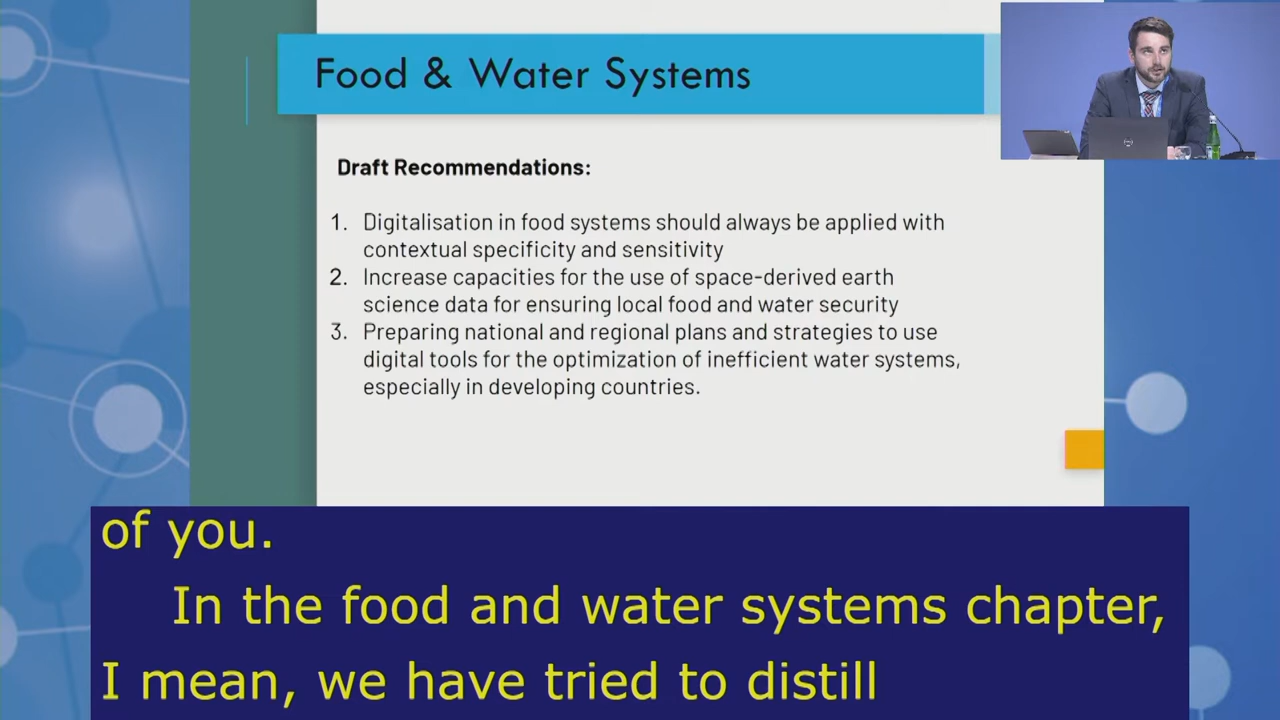 Food & Water Systems
Draft Recommendations:
1. Digitalisation in food systems should always be applied with
contextual specificity and sensitivity
2. Increase capacities for the use of space-derived earth
science data for ensuring local food and water security
3. Preparing national and regional plans and strategies to use
digital tools for the optimization of inefficient water systems,
especially in developing countries.
of you.
In the food and water systems chapter,
I mean, we have tried to distill